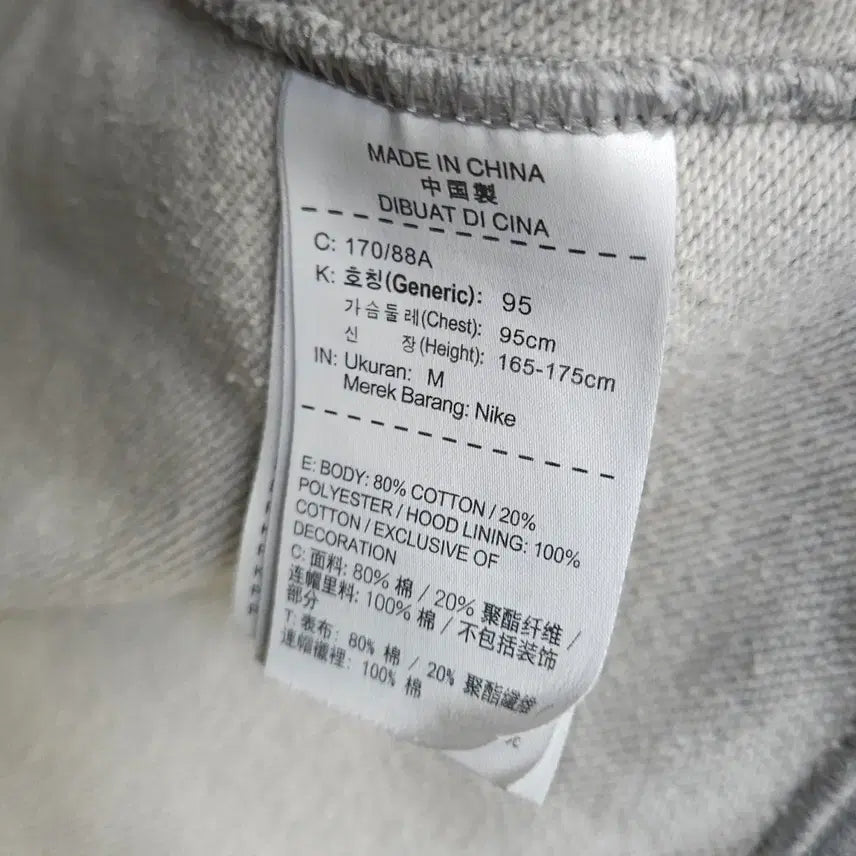 MADE IN CHINA
中国製
DIBUAT DI CINA
C: 170/88A
K: 호칭(Generic): 95
가슴둘레(Chest): 95cm
신 장(Height): 165-175cm
IN: Ukuran: M
Merek Barang: Nike
E: BODY: 80% COTTON / 20%
POLYESTER / HOOD LINING: 100%
COTTON / EXCLUSIVE OF
DECORATION
C: 面料: 80% 棉 / 20% 聚酯纤维 /
连帽里料: 100% 棉 / 不包括装饰
部分
T: 表布: 80% 棉 / 20% 聚酯纖維
連帽襯裡: 100% 棉